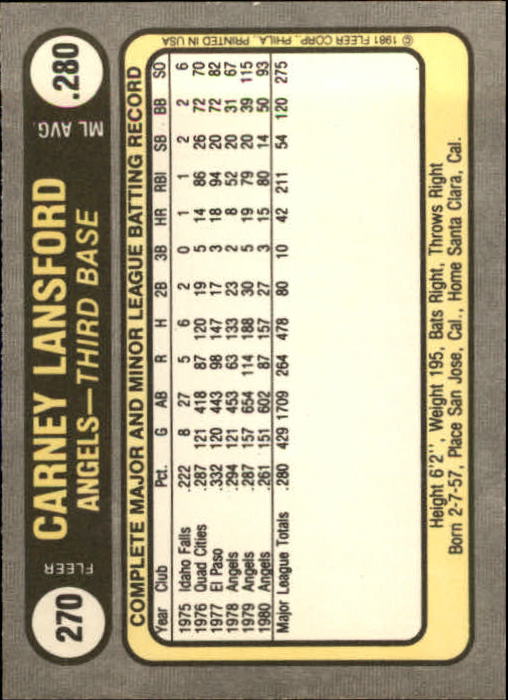 270
FLEER
CARNEY LANSFORD
ANGELS—THIRD BASE
ML AVG.
.280
COMPLETE MAJOR AND MINOR LEAGUE BATTING RECORD
Year Club Pct. G AB R H 2B 3B HR RBI SB BB SO
1975 Idaho Falls .222 8 27 5 6 2 0 1 1 2 2 6
1976 Quad Cities .287 121 418 87 120 19 5 14 86 26 72 70
1977 El Paso .332 120 443 98 147 17 3 18 94 20 72 82
1978 Angels .294 121 453 63 133 23 2 8 52 20 31 67
1979 Angels .287 157 654 114 188 30 5 19 79 20 39 115
1980 Angels .261 151 602 87 157 27 3 15 80 14 50 93
Major League Totals .280 429 1709 264 478 80 10 42 211 54 120 275
Height 6'2'', Weight 195, Bats Right, Throws Right
Born 2-7-57, Place San Jose, Cal., Home Santa Clara, Cal.
© 1981 FLEER CORP., PHILA., PRINTED IN USA